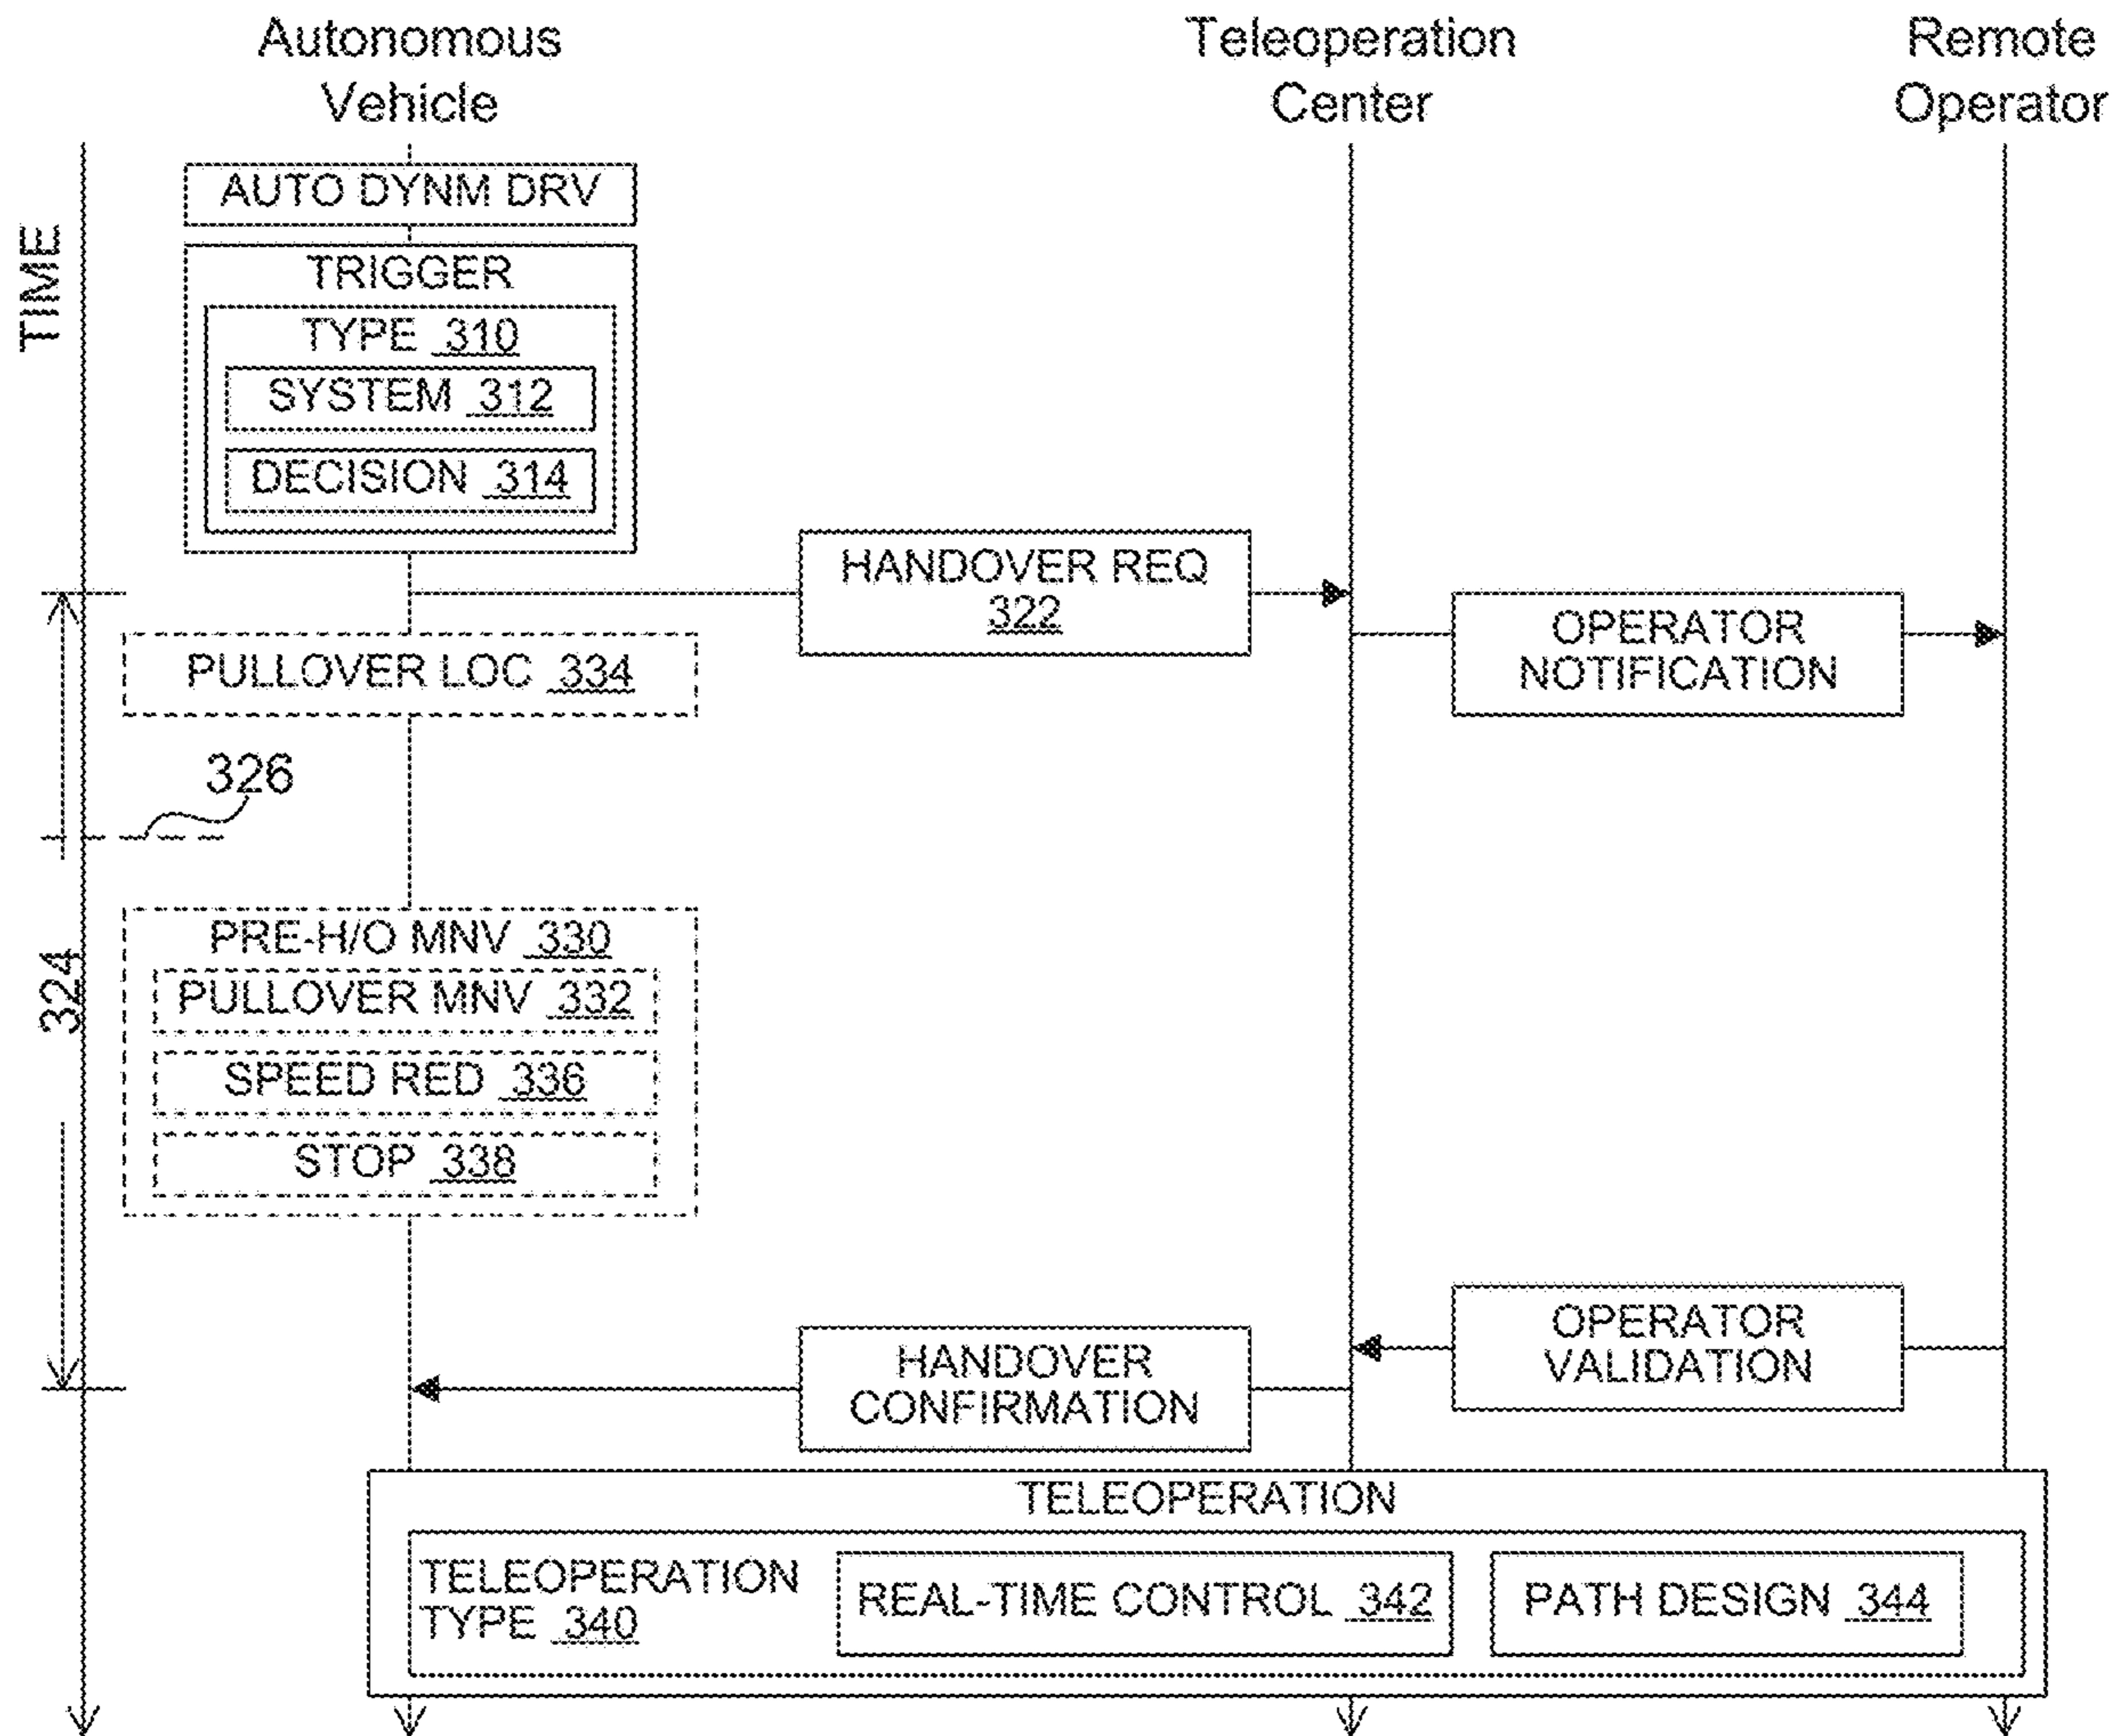 Autonomous
Vehicle
Teleoperation
Center
Remote
Operator
TIME
AUTO DYNM DRV
TRIGGER
TYPE 310
SYSTEM 312
DECISION 314
HANDOVER REQ
322
OPERATOR
NOTIFICATION
PULLOVER LOC 334
326
324
PRE-H/O MNV 330
PULLOVER MNV 332
SPEED RED 336
STOP 338
OPERATOR
VALIDATION
HANDOVER
CONFIRMATION
TELEOPERATION
TELEOPERATION
TYPE 340
REAL-TIME CONTROL 342
PATH DESIGN 344